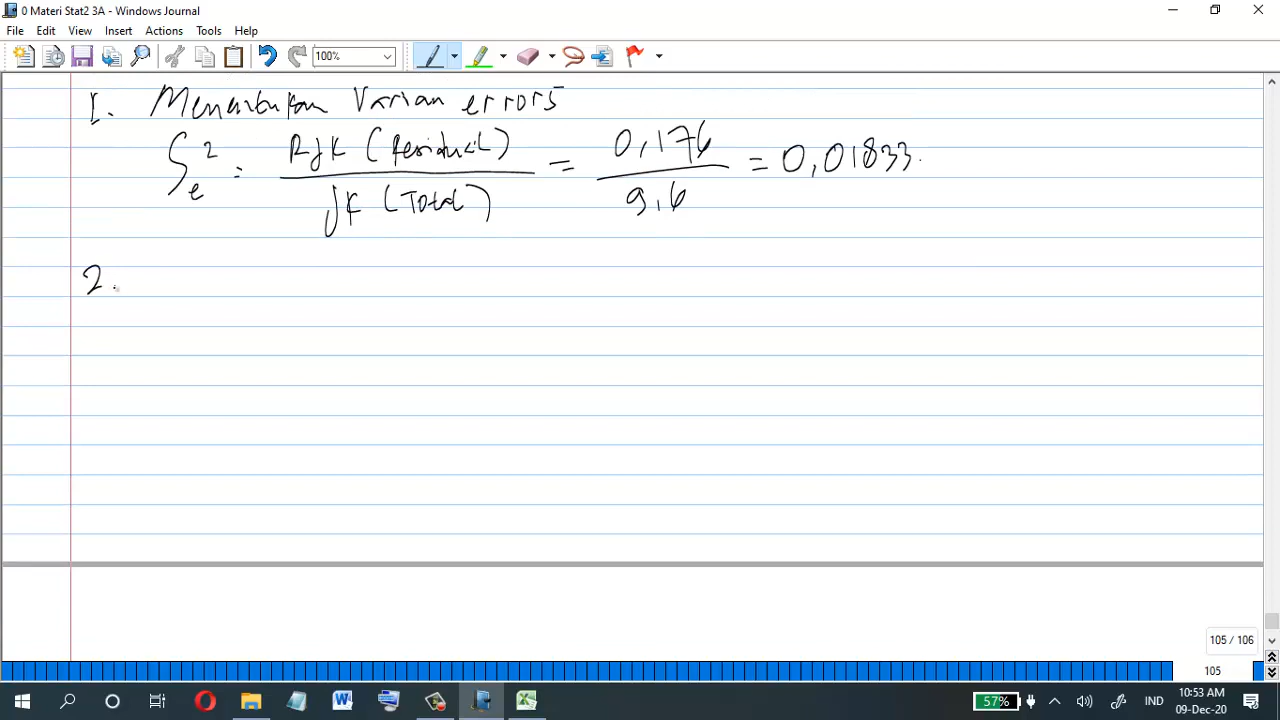 0 Materi Stat2 3A - Windows Journal
File Edit View Insert Actions Tools Help
100%
1. Menentukan Varian errors
S²e = RJK (Residual) / JK (Total) = 0,176 / 9,6 = 0,01833.
2.
105 / 106
105
57% IND 10:53 AM
09-Dec-20